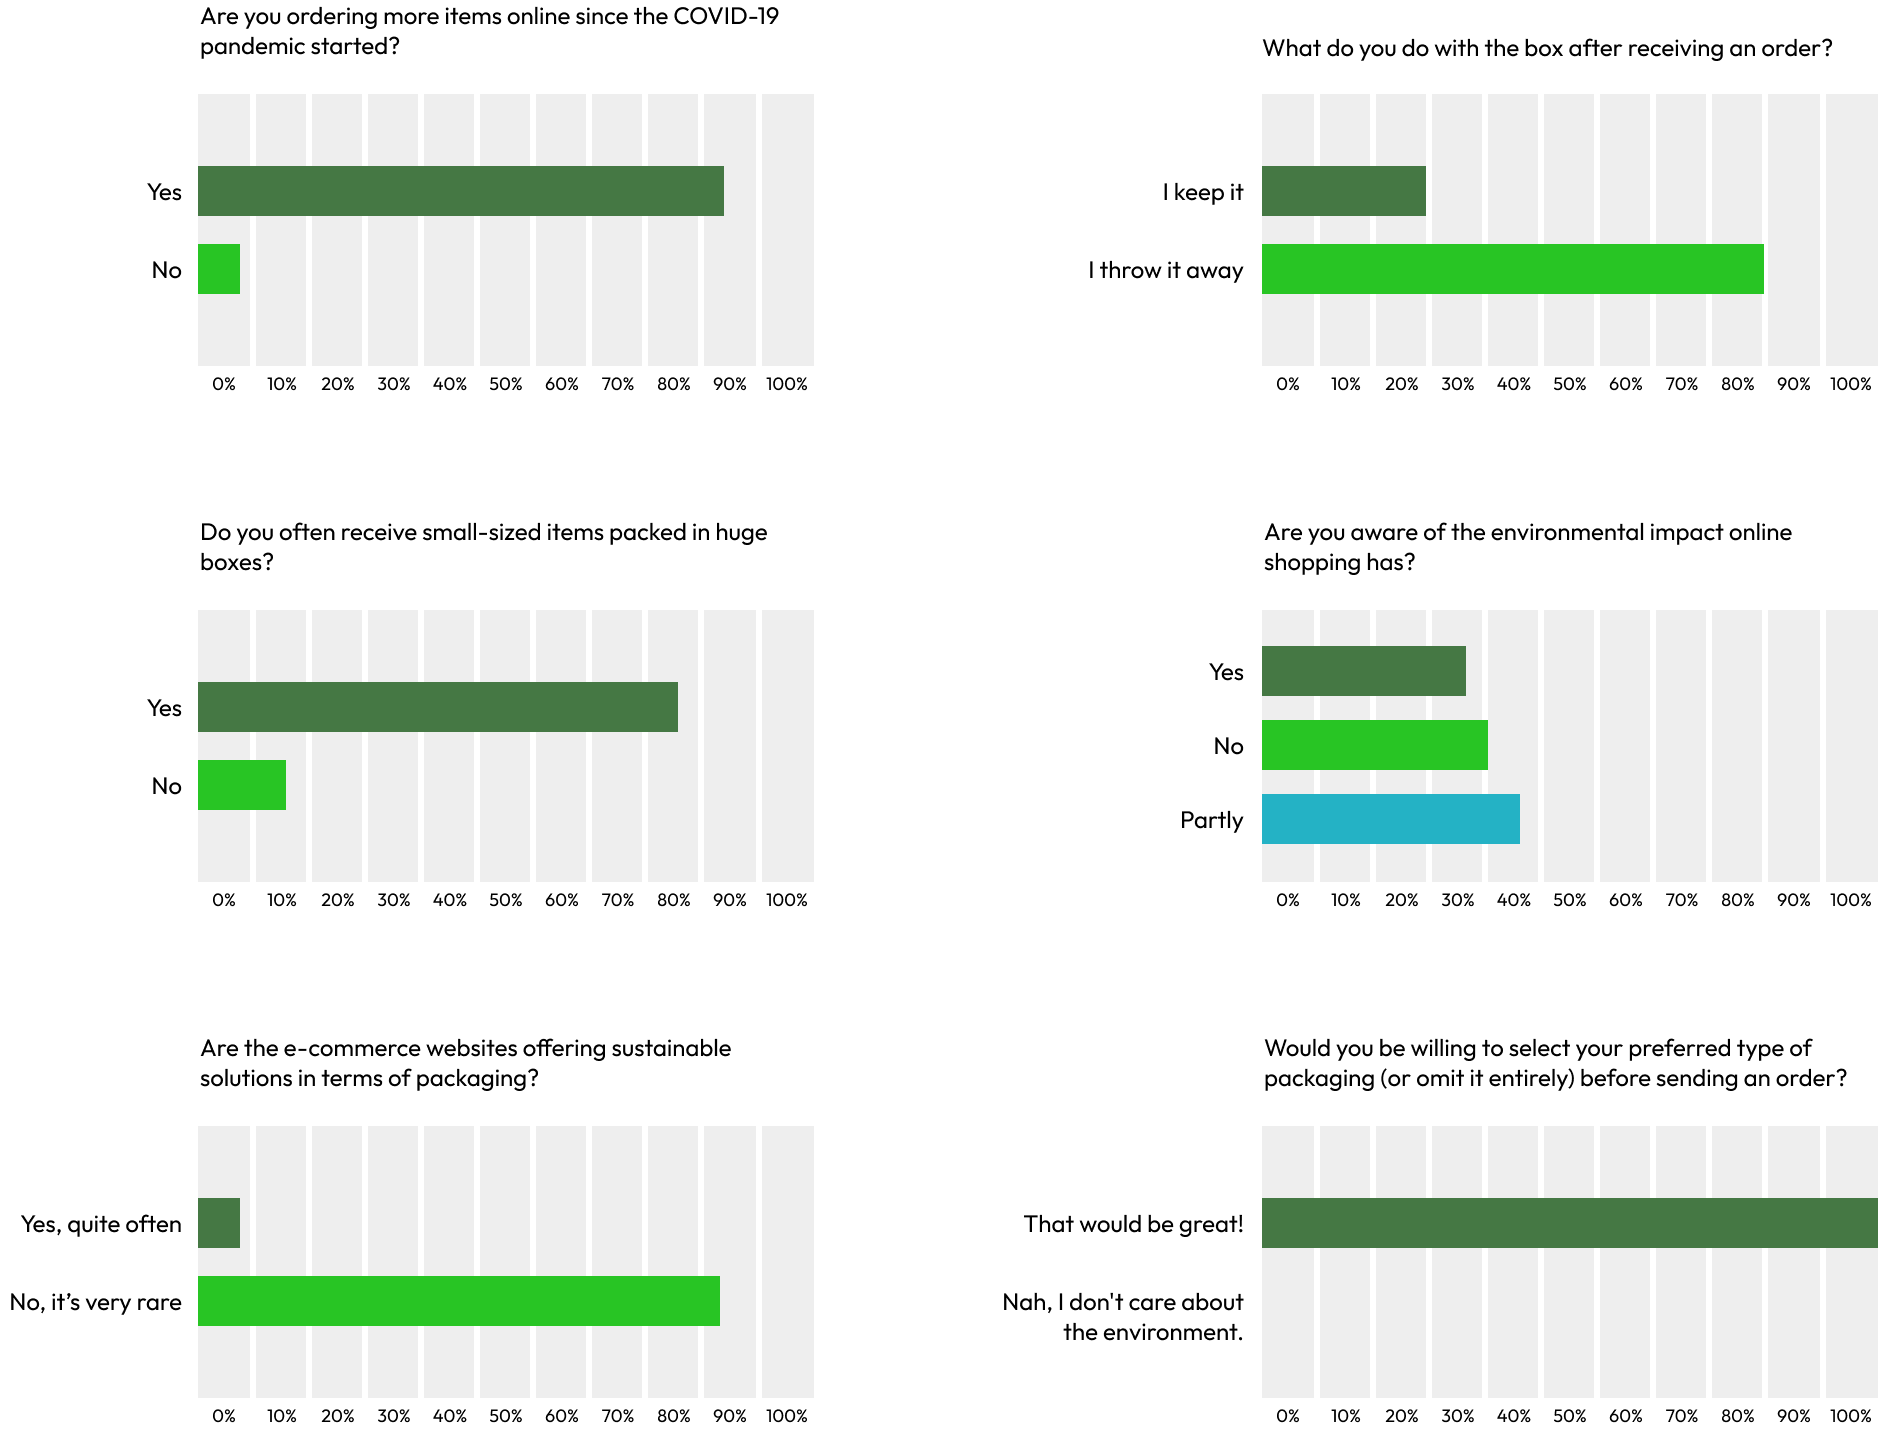 Are you ordering more items online since the COVID-19
pandemic started?
Yes
No
0% 10% 20% 30% 40% 50% 60% 70% 80% 90% 100%
What do you do with the box after receiving an order?
I keep it
I throw it away
0% 10% 20% 30% 40% 50% 60% 70% 80% 90% 100%
Do you often receive small-sized items packed in huge
boxes?
Yes
No
0% 10% 20% 30% 40% 50% 60% 70% 80% 90% 100%
Are you aware of the environmental impact online
shopping has?
Yes
No
Partly
0% 10% 20% 30% 40% 50% 60% 70% 80% 90% 100%
Are the e-commerce websites offering sustainable
solutions in terms of packaging?
Yes, quite often
No, it’s very rare
0% 10% 20% 30% 40% 50% 60% 70% 80% 90% 100%
Would you be willing to select your preferred type of
packaging (or omit it entirely) before sending an order?
That would be great!
Nah, I don't care about
the environment.
0% 10% 20% 30% 40% 50% 60% 70% 80% 90% 100%